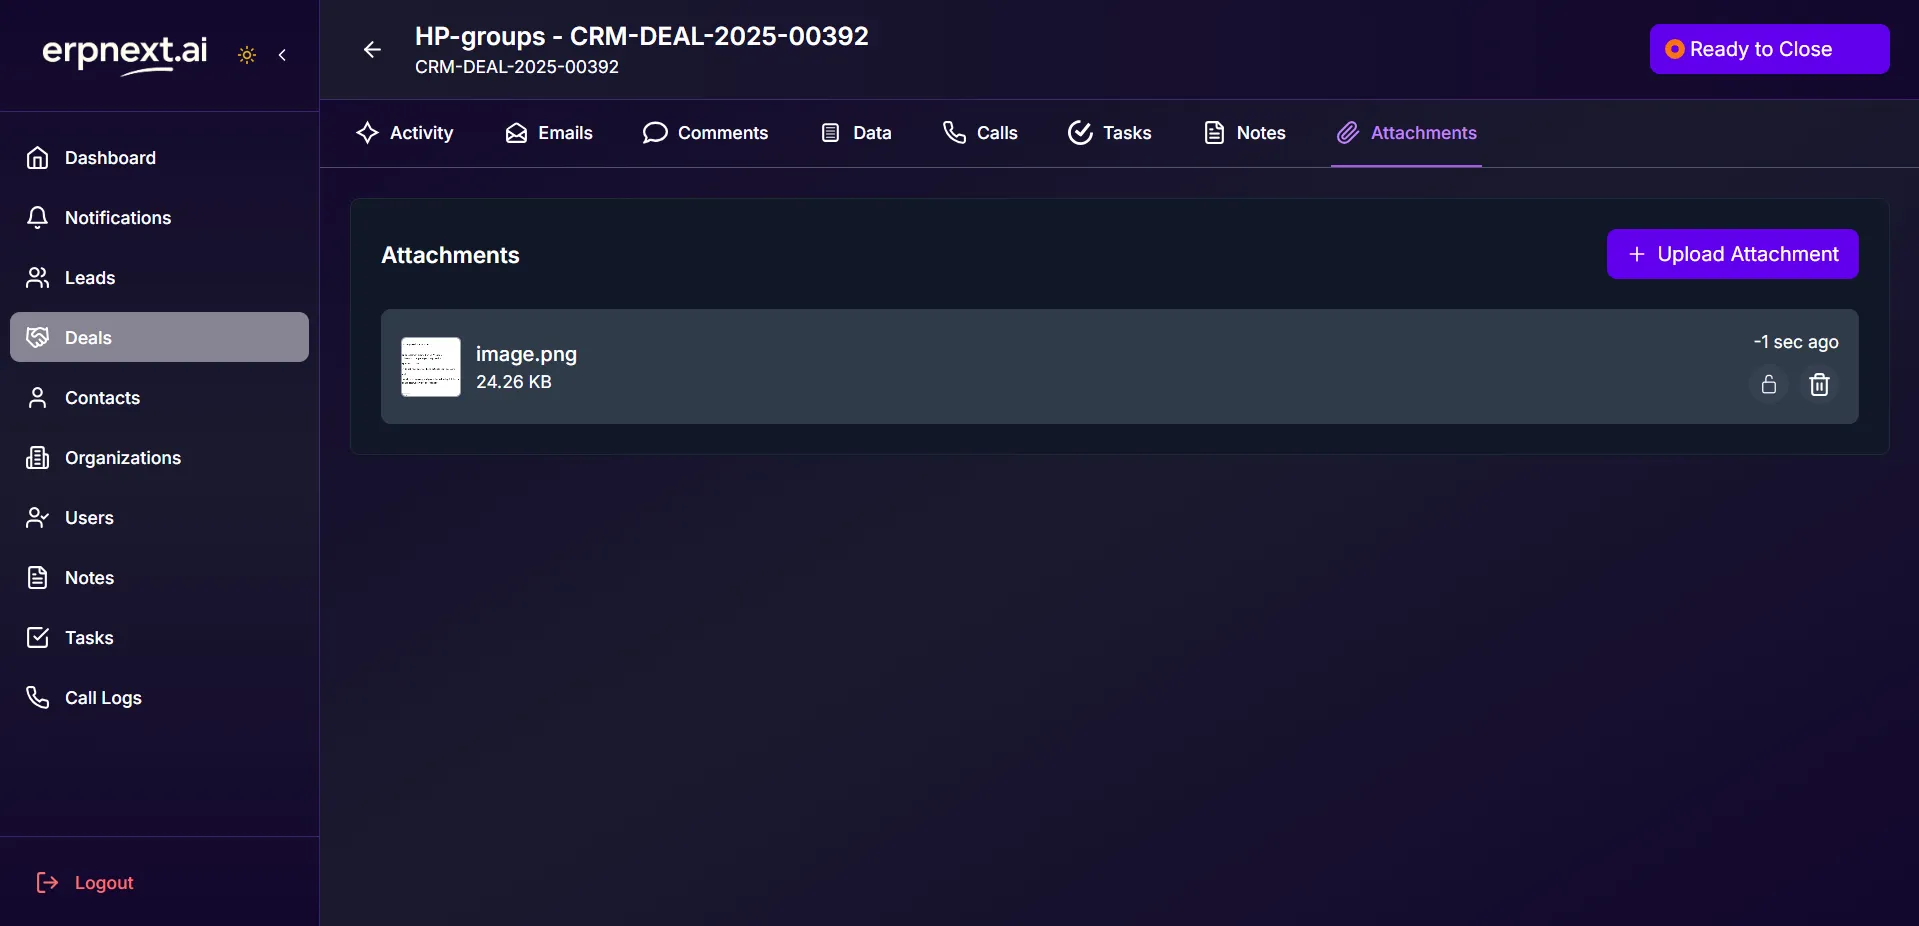 erpnext.ai
HP-groups - CRM-DEAL-2025-00392
CRM-DEAL-2025-00392
Ready to Close
Activity
Emails
Comments
Data
Calls
Tasks
Notes
Attachments
Dashboard
Notifications
Leads
Deals
Contacts
Organizations
Users
Notes
Tasks
Call Logs
Logout
Attachments
+ Upload Attachment
image.png
24.26 KB
-1 sec ago